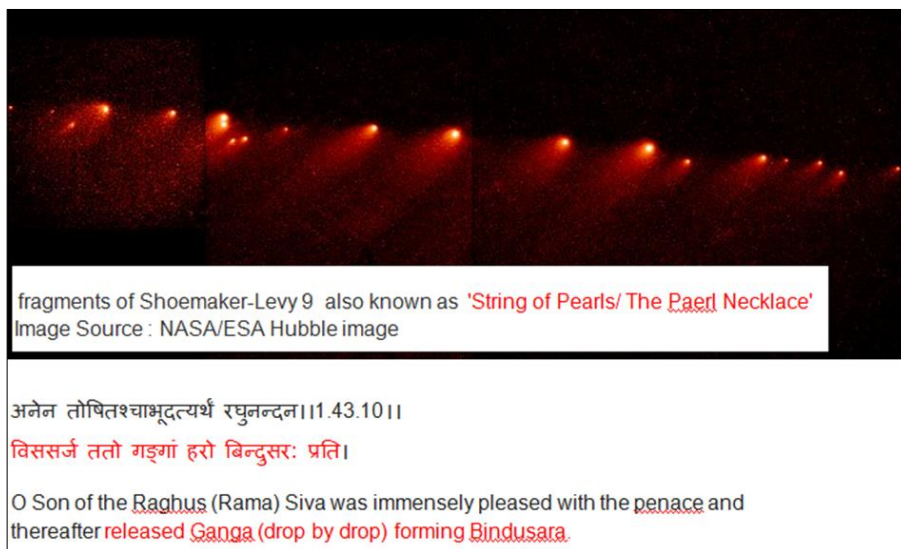 fragments of Shoemaker-Levy 9 also known as 'String of Pearls/ The Paerl Necklace'
Image Source : NASA/ESA Hubble image
अनेन तोषितश्चाभूदत्यर्थं रघुनन्दन।।1.43.10।।
विससर्ज ततो गङ्गां हरो बिन्दुसर: प्रति।
O Son of the Raghus (Rama) Siva was immensely pleased with the penace and
thereafter released Ganga (drop by drop) forming Bindusara.